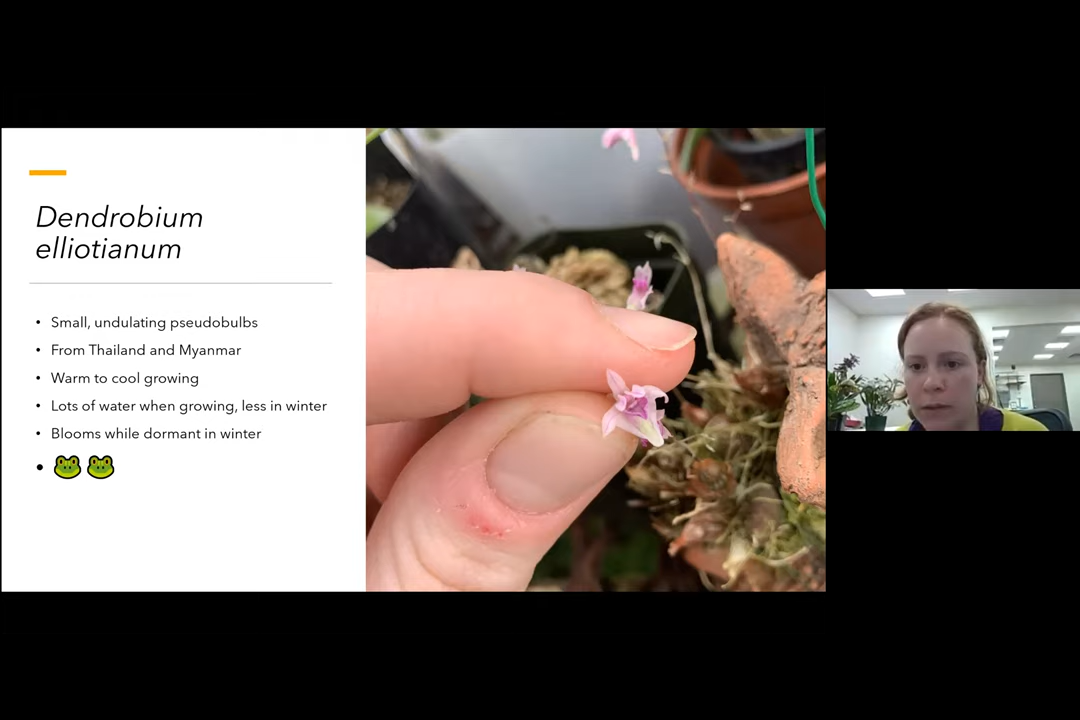 Dendrobium
elliotianum
• Small, undulating pseudobulbs
• From Thailand and Myanmar
• Warm to cool growing
• Lots of water when growing, less in winter
• Blooms while dormant in winter
• 🐸 🐸